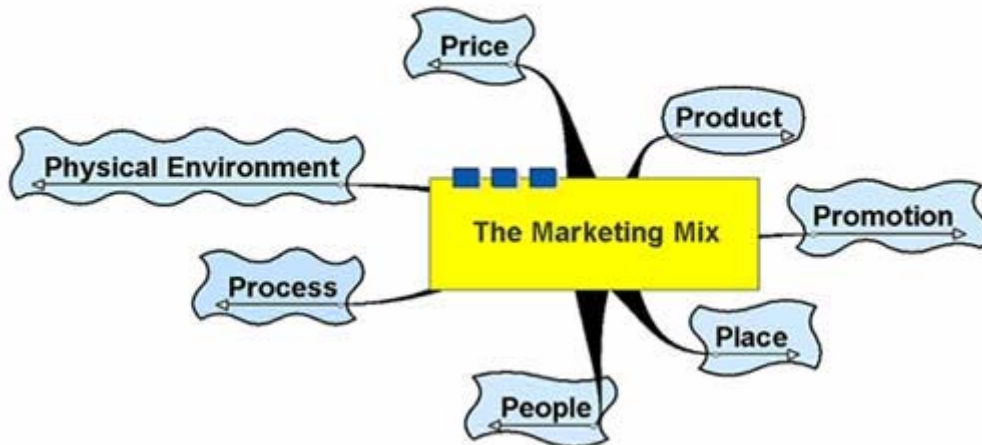 Price
Product
Physical Environment
The Marketing Mix
Promotion
Process
Place
People